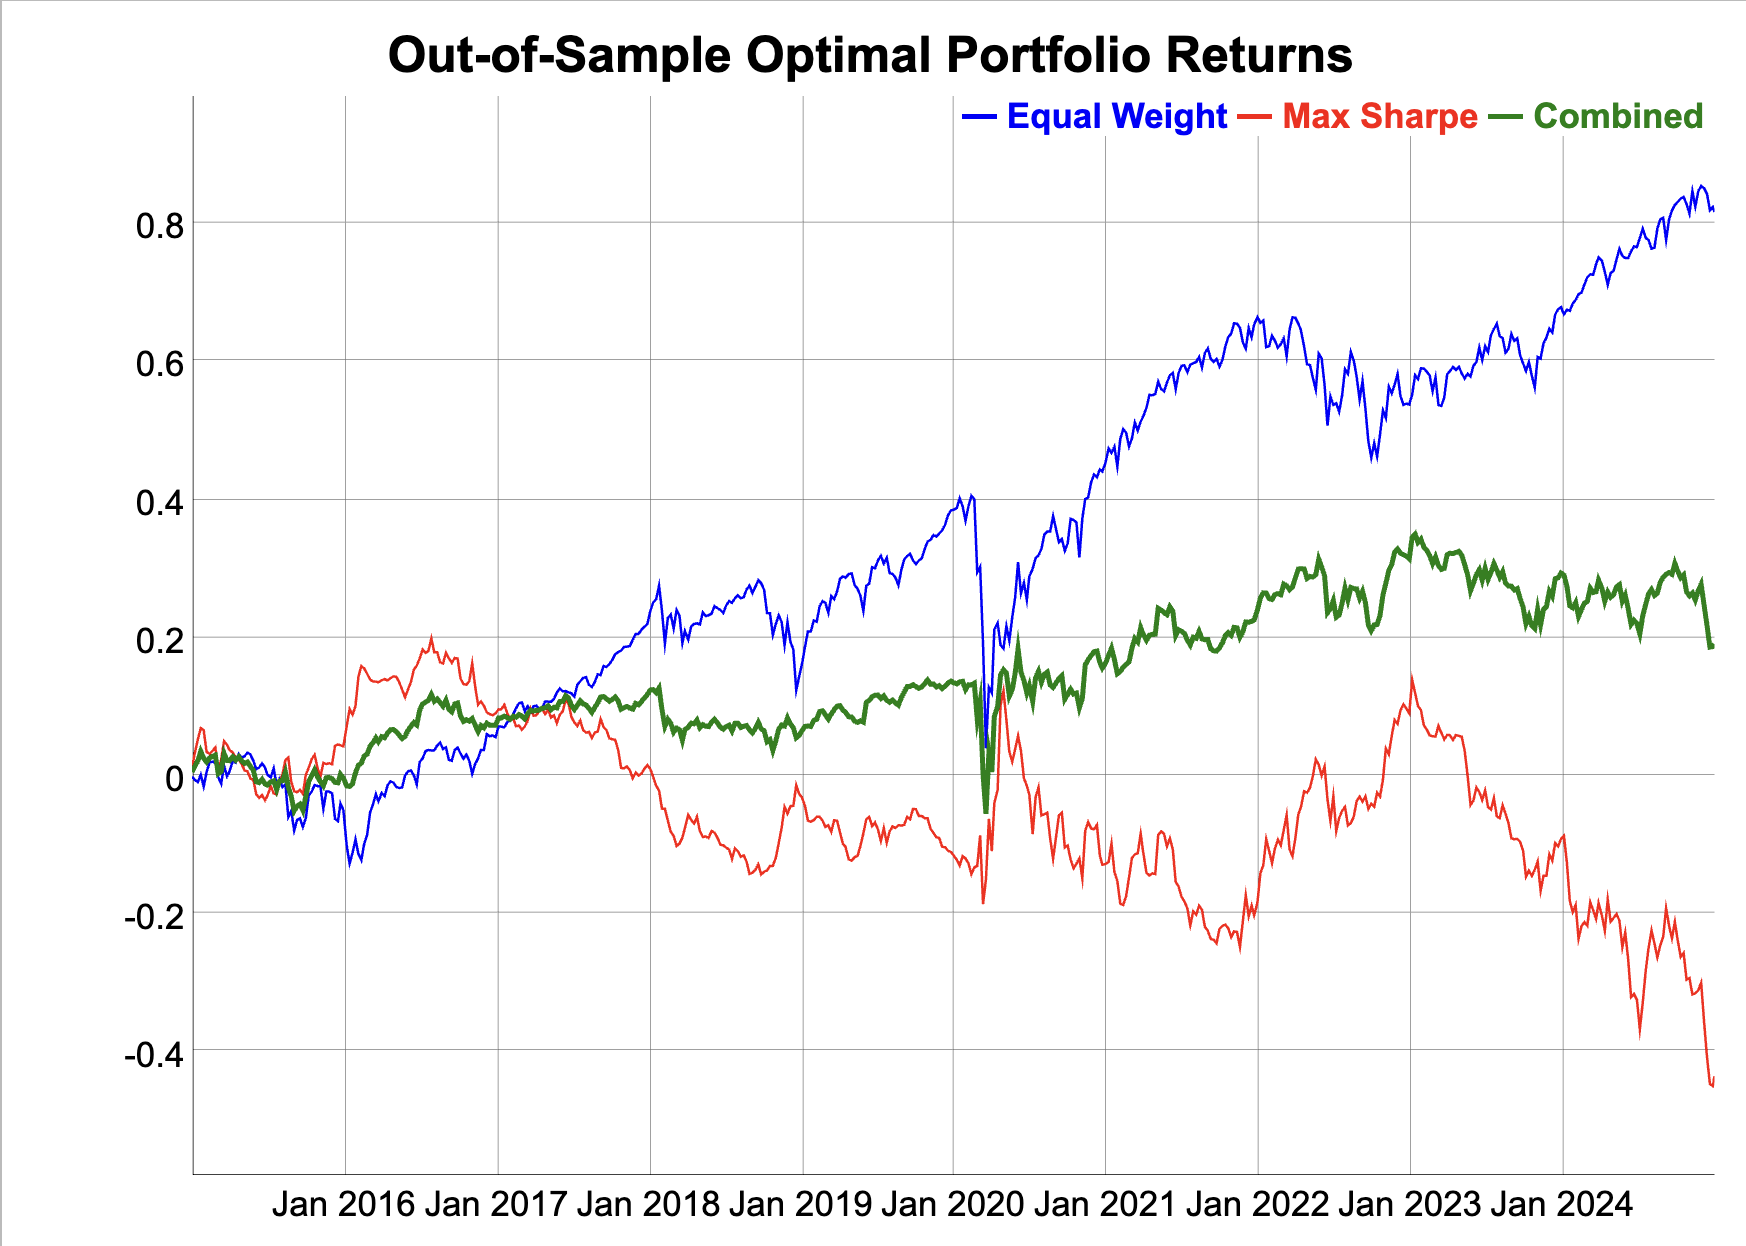 Out-of-Sample Optimal Portfolio Returns
Equal Weight Max Sharpe Combined
0.8
0.6
0.4
0.2
0
-0.2
-0.4
Jan 2016 Jan 2017 Jan 2018 Jan 2019 Jan 2020 Jan 2021 Jan 2022 Jan 2023 Jan 2024